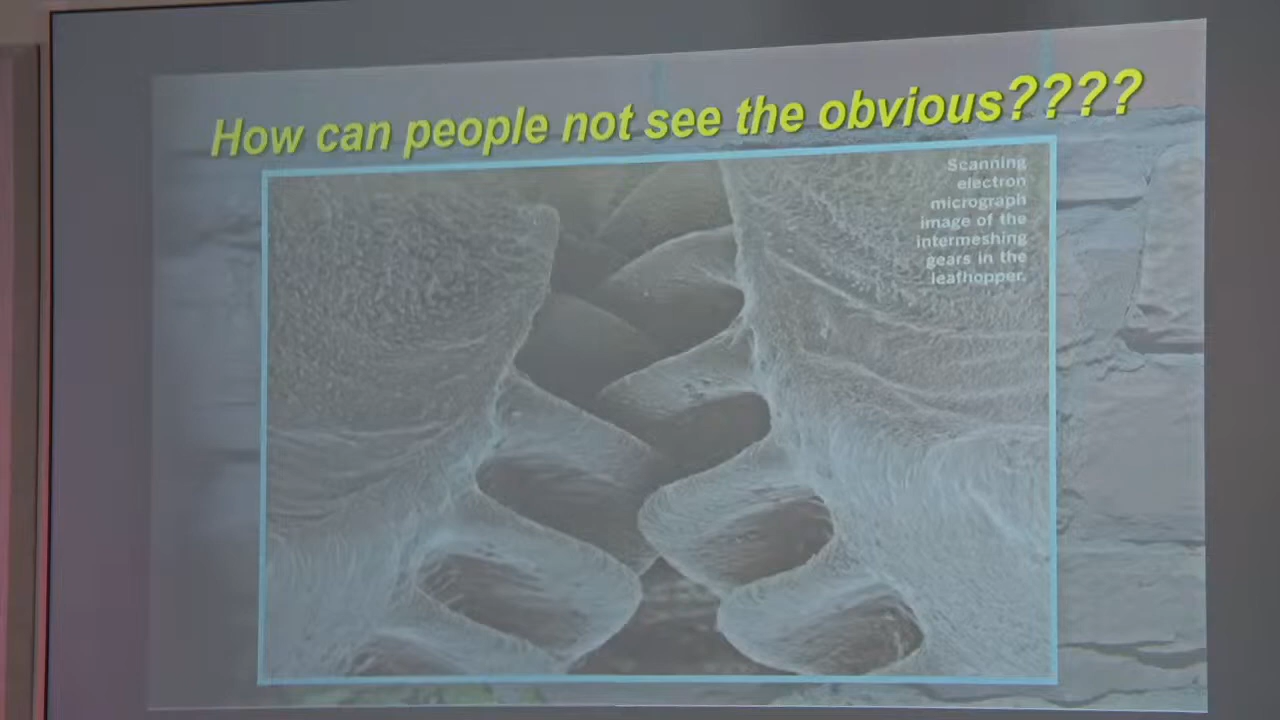 How can people not see the obvious????
Scanning
electron
micrograph
image of the
intermeshing
gears in the
leafhopper.